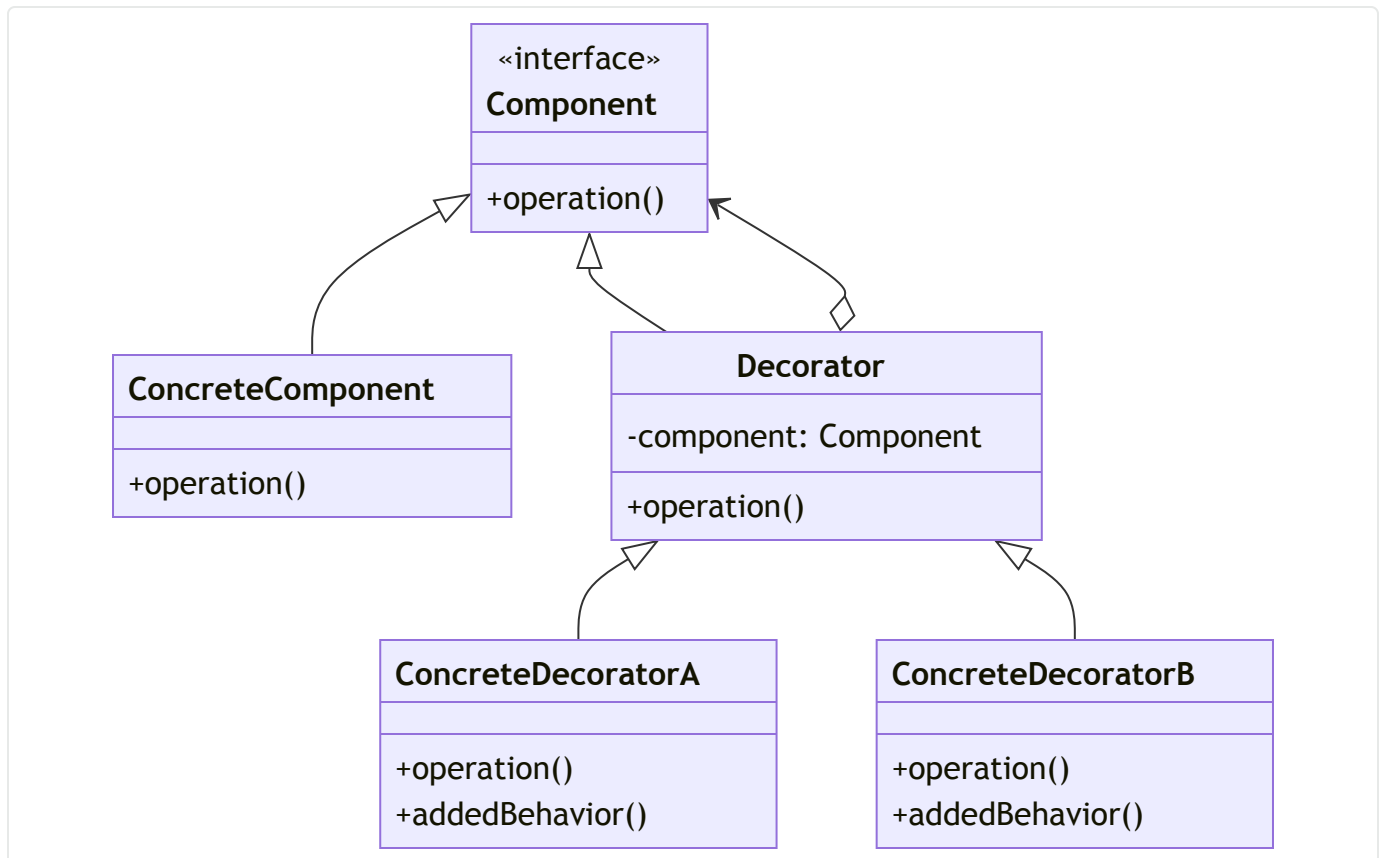 «interface»
Component
+operation()
ConcreteComponent
+operation()
Decorator
-component: Component
+operation()
ConcreteDecoratorA
+operation()
+addedBehavior()
ConcreteDecoratorB
+operation()
+addedBehavior()